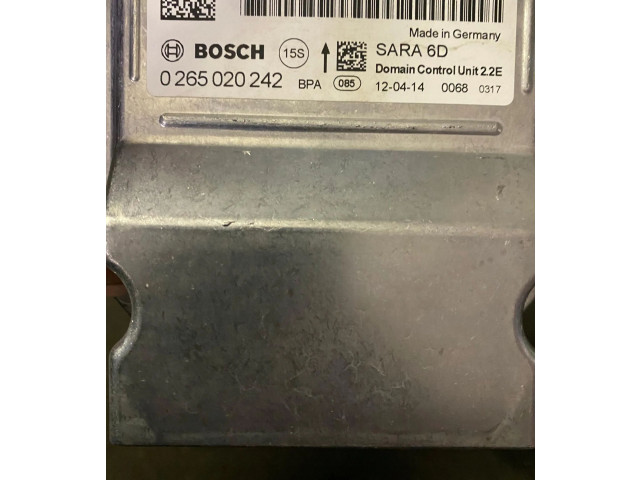 Made in Germany
BOSCH 15S SARA 6D
Domain Control Unit 2.2E
0 265 020 242 BPA 085 12-04-14 0068 0317